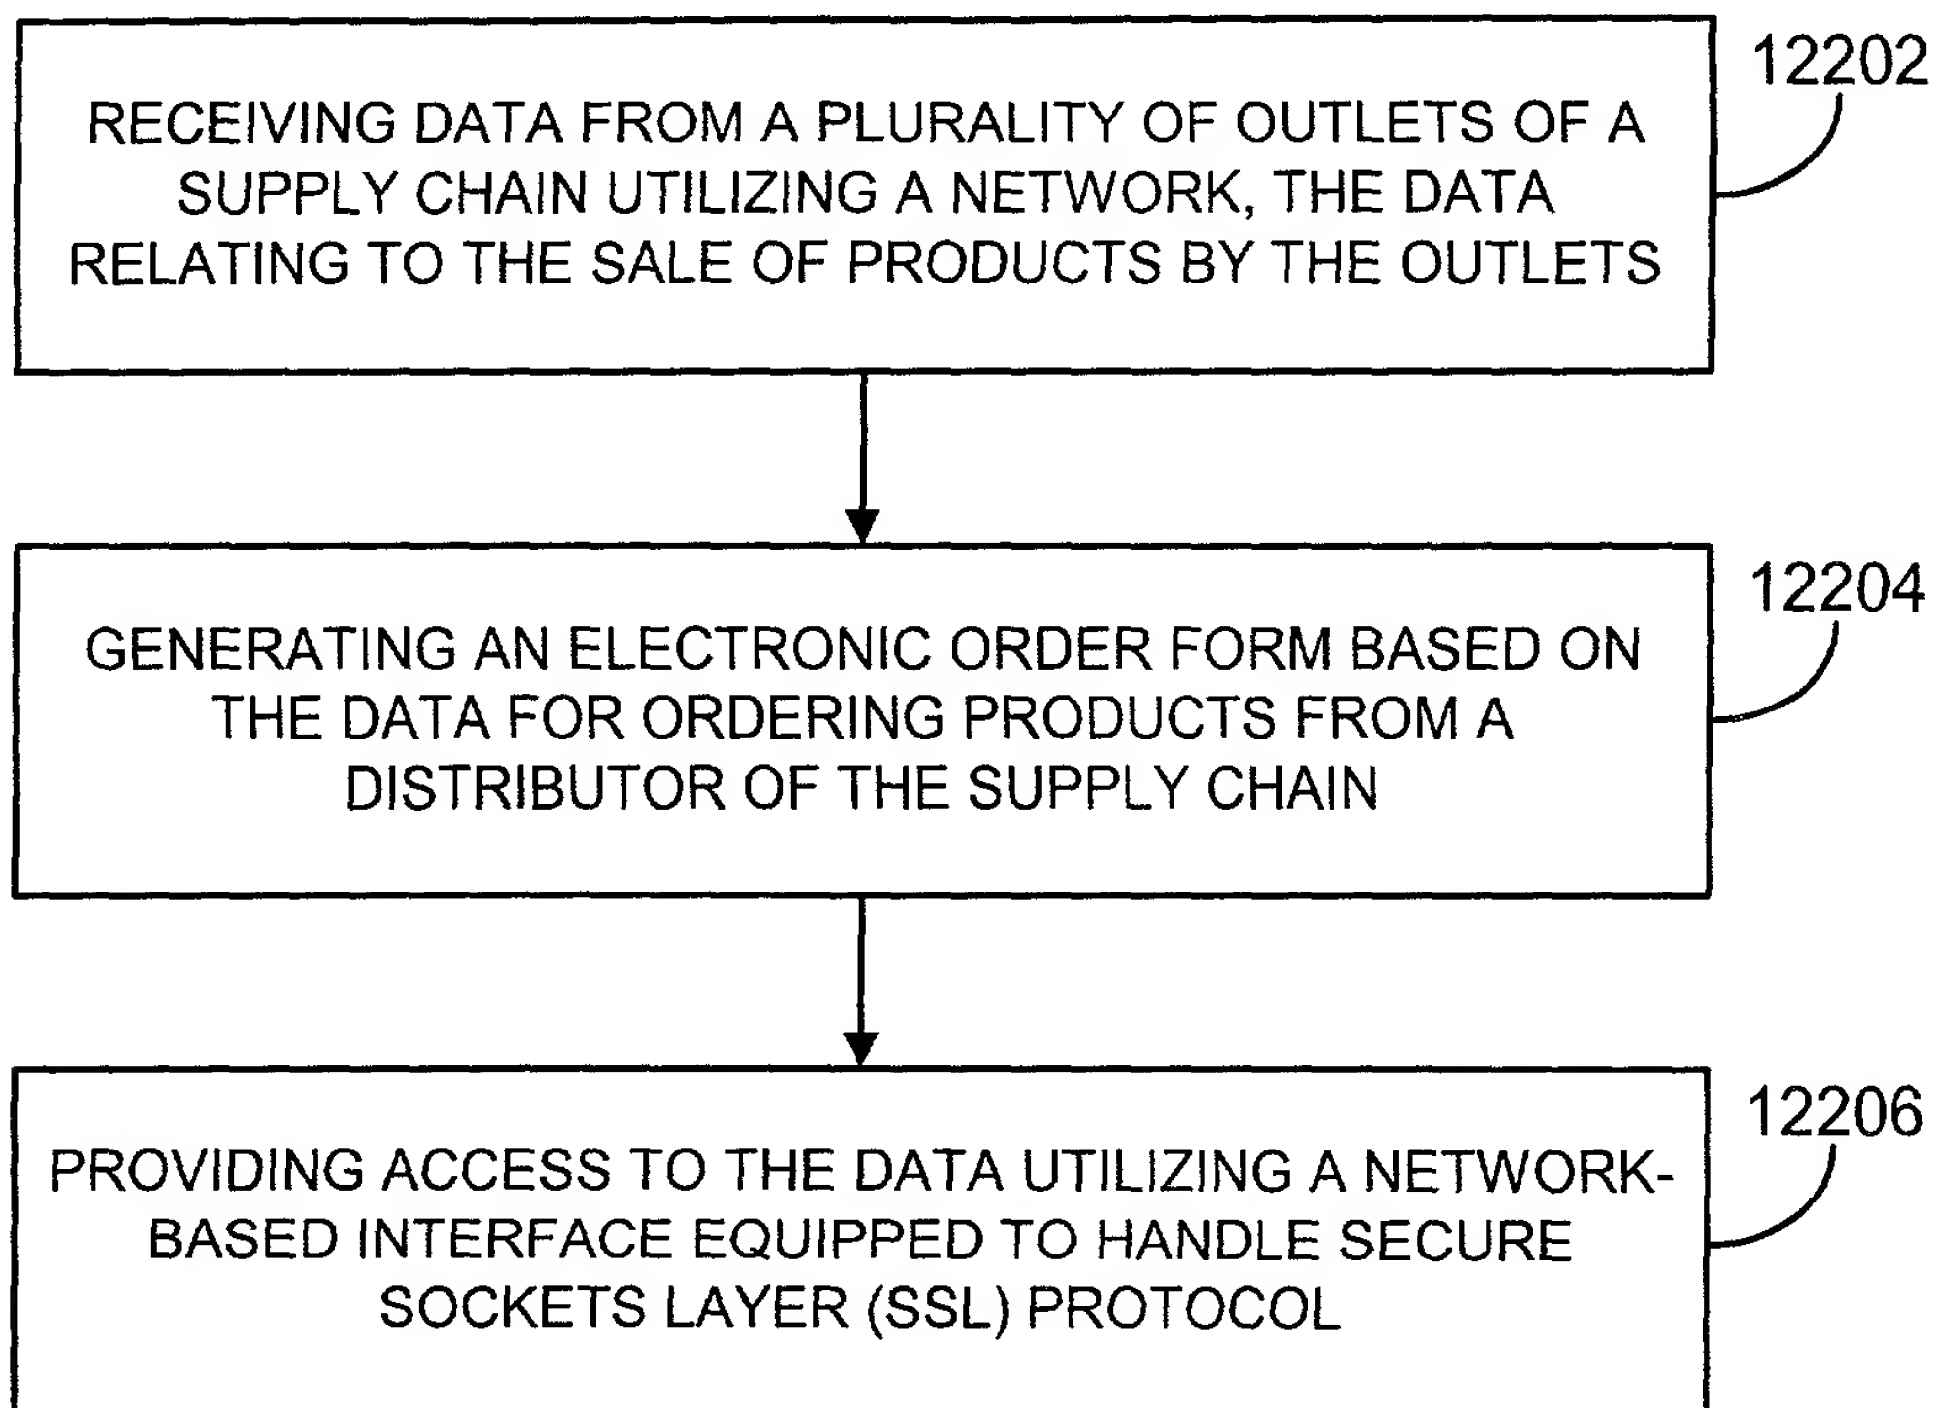 12202
RECEIVING DATA FROM A PLURALITY OF OUTLETS OF A
SUPPLY CHAIN UTILIZING A NETWORK, THE DATA
RELATING TO THE SALE OF PRODUCTS BY THE OUTLETS
12204
GENERATING AN ELECTRONIC ORDER FORM BASED ON
THE DATA FOR ORDERING PRODUCTS FROM A
DISTRIBUTOR OF THE SUPPLY CHAIN
12206
PROVIDING ACCESS TO THE DATA UTILIZING A NETWORK-
BASED INTERFACE EQUIPPED TO HANDLE SECURE
SOCKETS LAYER (SSL) PROTOCOL